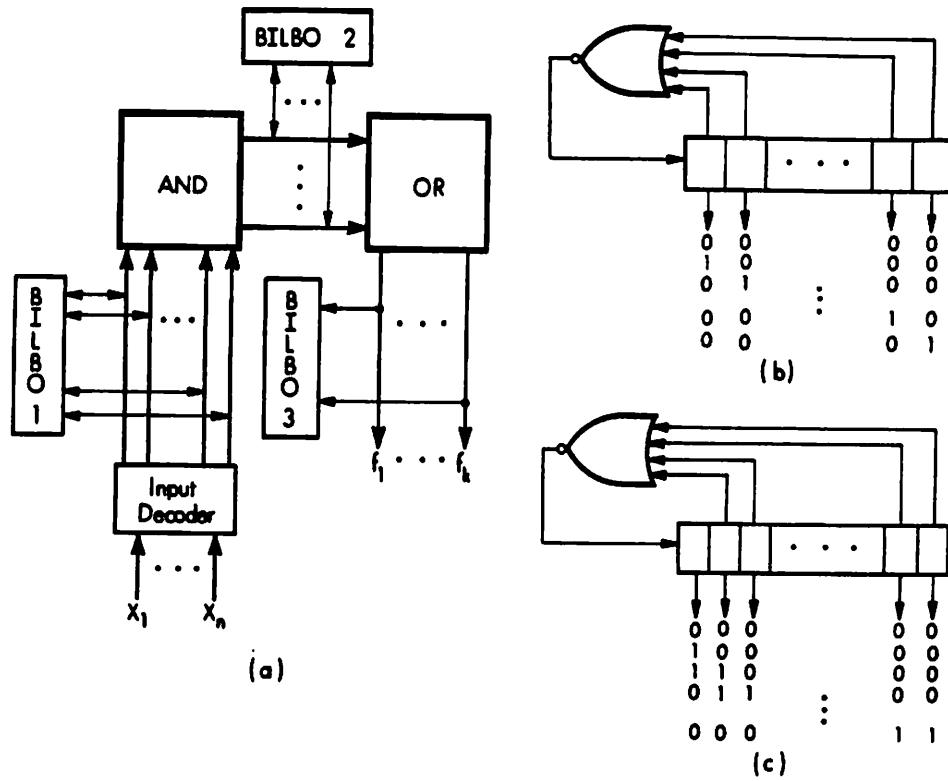 BILBO 2
AND
OR
BILBO 1
BILBO 3
Input
Decoder
X1 · · · Xn
f1 · · · fk
(a)
0 0 0 0
1 0 0 0
0 1 0 0
0 0 1 0
0 0 0 1
(b)
0 0 0 0 0
1 0 0 0 0
1 1 0 0 0
0 1 1 0 0
0 0 0 1 1
(c)